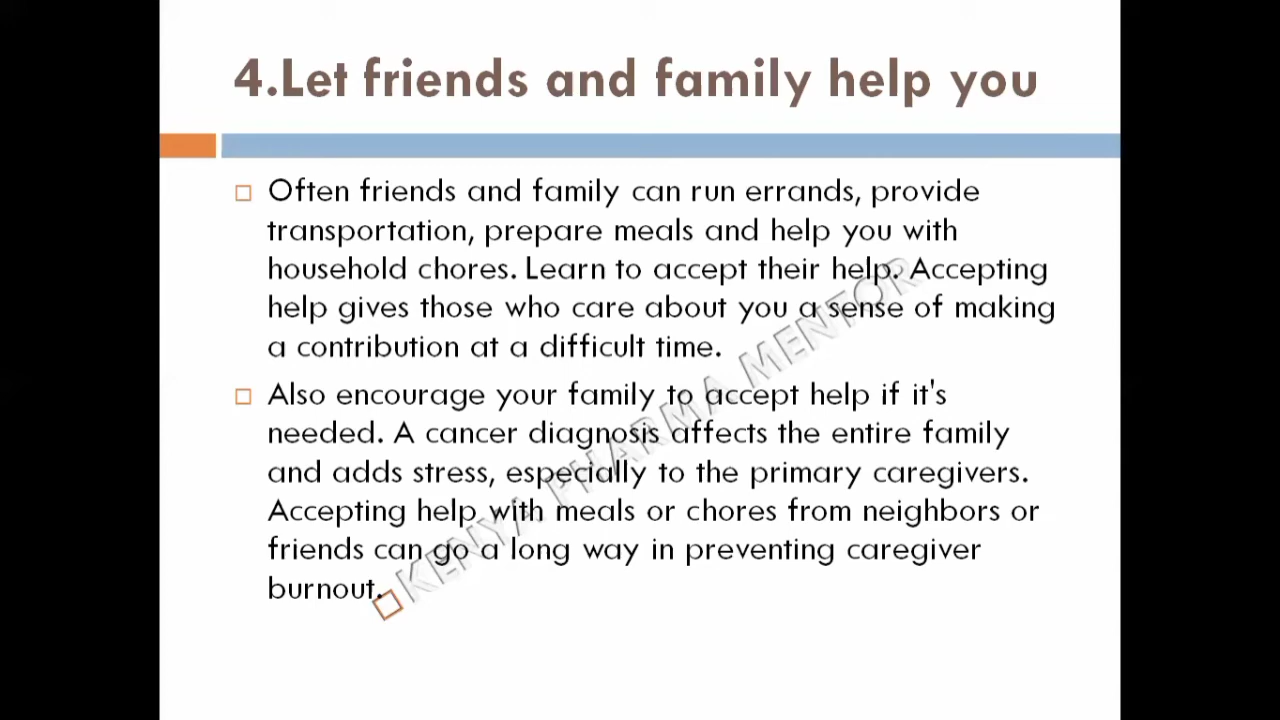 4.Let friends and family help you
Often friends and family can run errands, provide
transportation, prepare meals and help you with
household chores. Learn to accept their help. Accepting
help gives those who care about you a sense of making
a contribution at a difficult time.
Also encourage your family to accept help if it's
needed. A cancer diagnosis affects the entire family
and adds stress, especially to the primary caregivers.
Accepting help with meals or chores from neighbors or
friends can go a long way in preventing caregiver
burnout.
KENYA PHARMA MENTOR